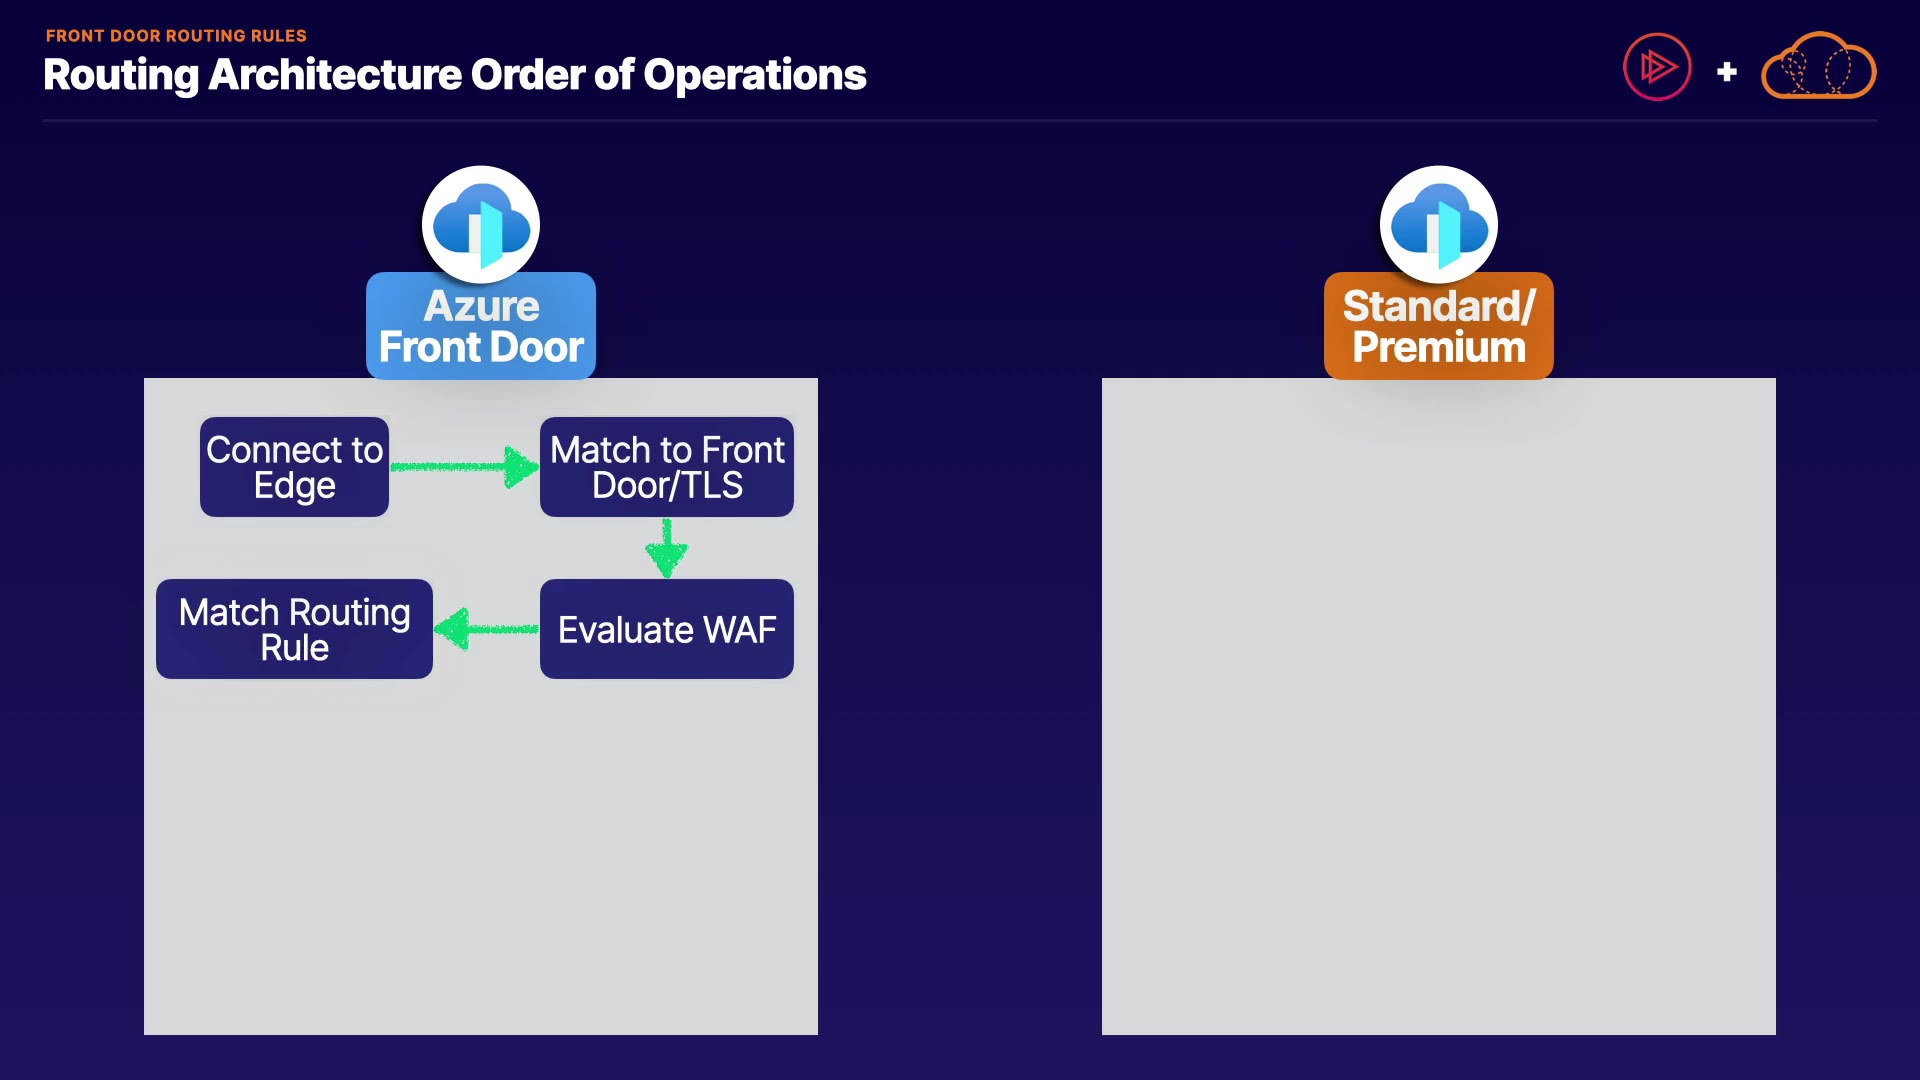 FRONT DOOR ROUTING RULES
Routing Architecture Order of Operations
+
Azure
Front Door
Connect to
Edge
Match to Front
Door/TLS
Match Routing
Rule
Evaluate WAF
Standard/
Premium